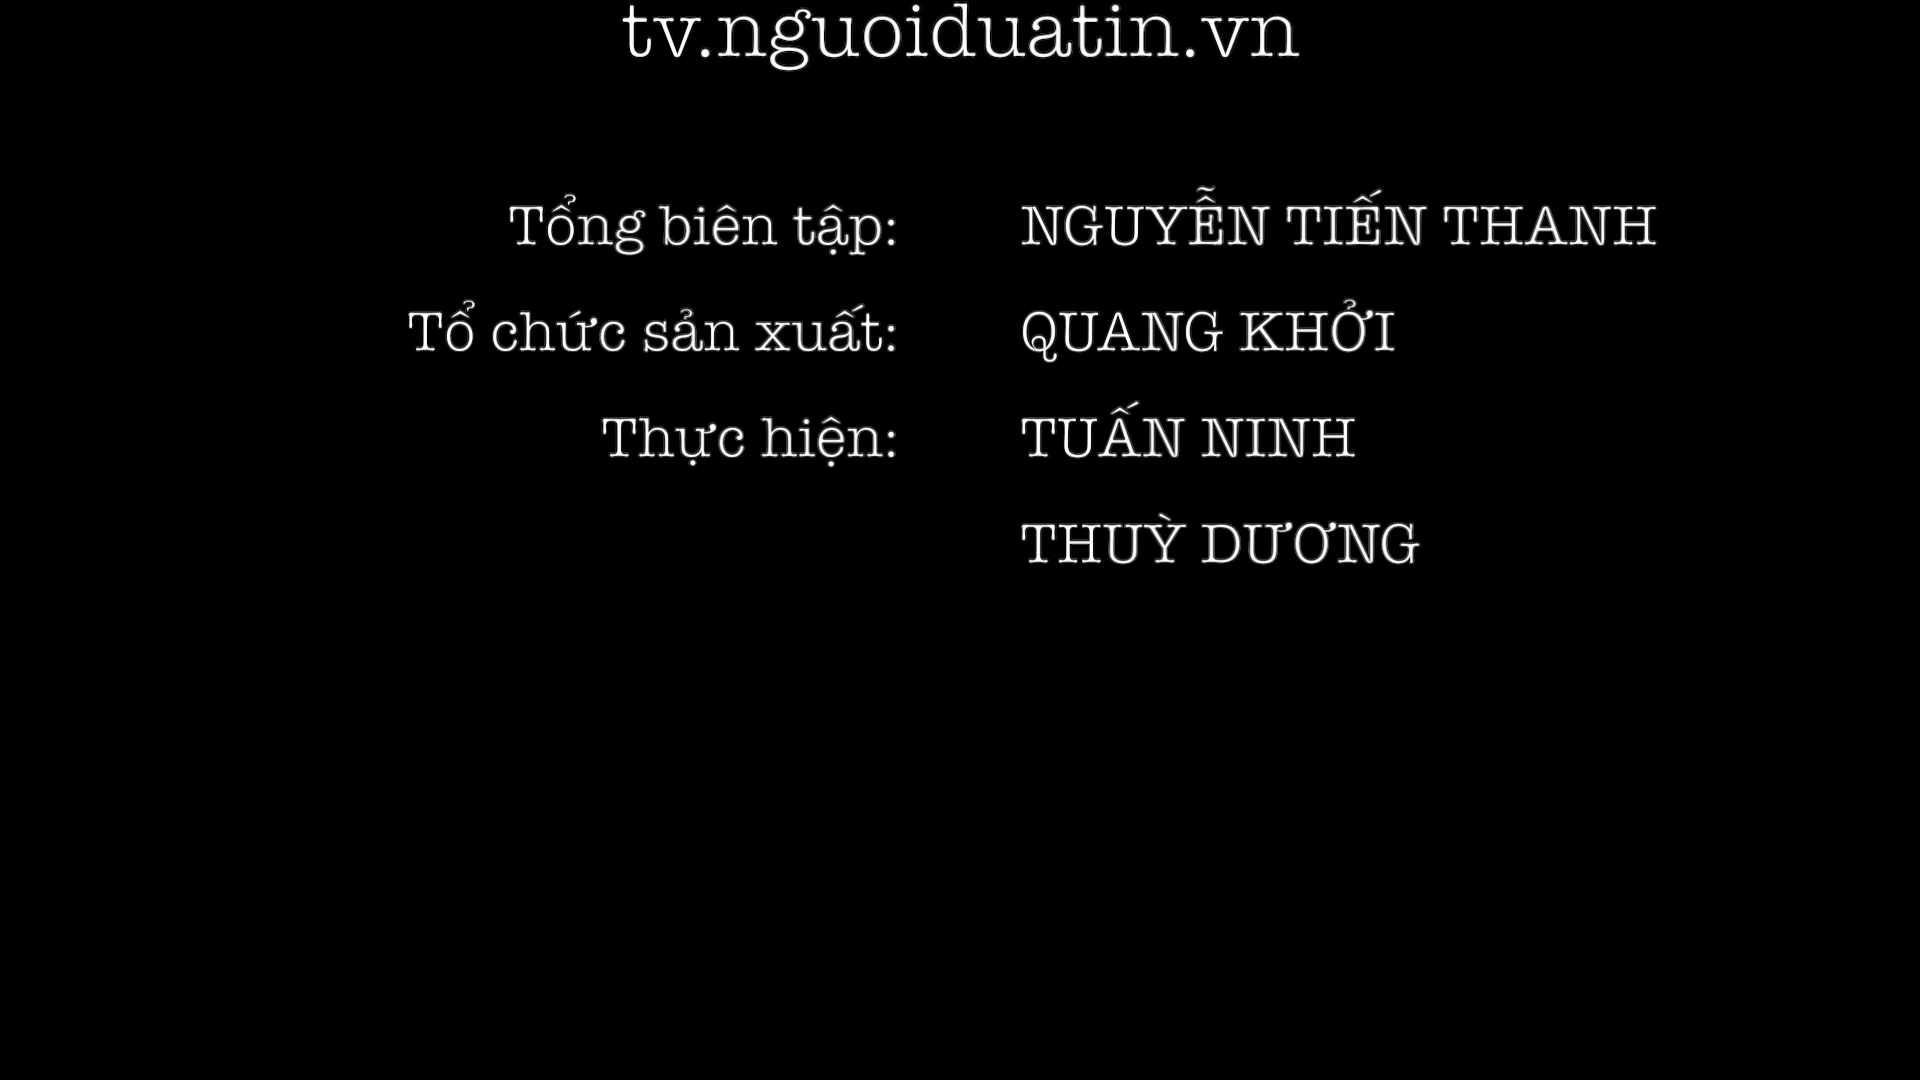 tv.nguoiduatin.vn
Tổng biên tập: NGUYỄN TIẾN THANH
Tổ chức sản xuất: QUANG KHỞI
Thực hiện: TUẤN NINH
THUỲ DƯƠNG